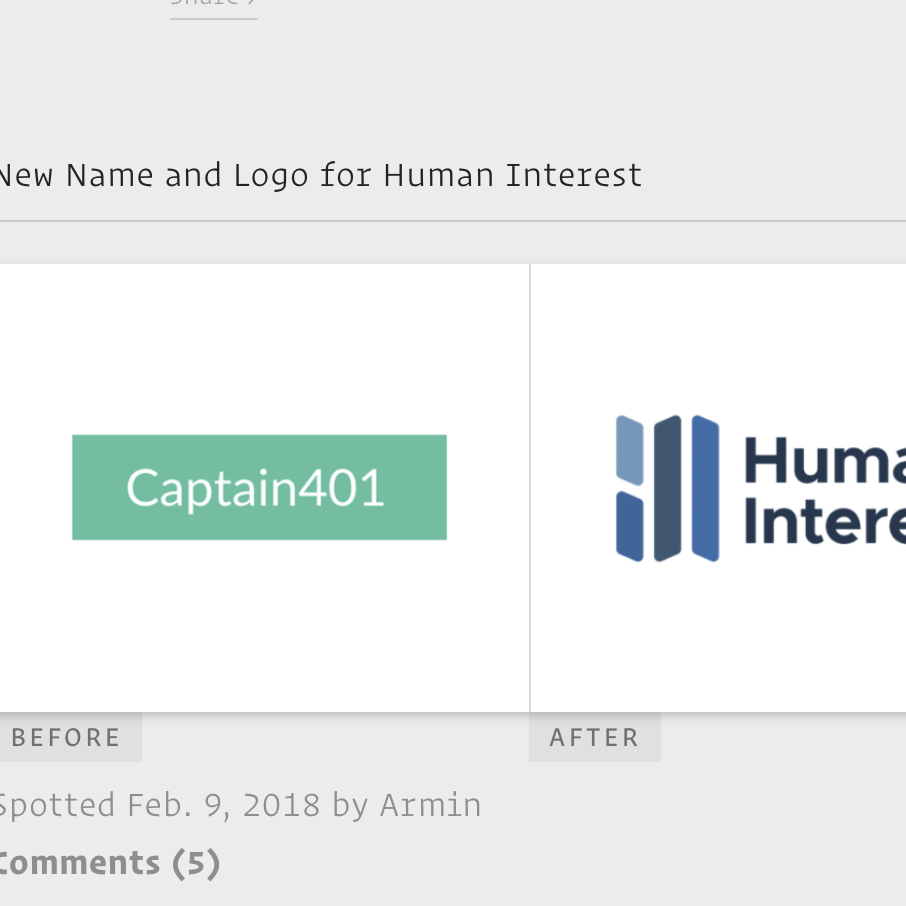 Share ›
New Name and Logo for Human Interest
Captain401
Huma
Intere
BEFORE
AFTER
Spotted Feb. 9, 2018 by Armin
Comments (5)